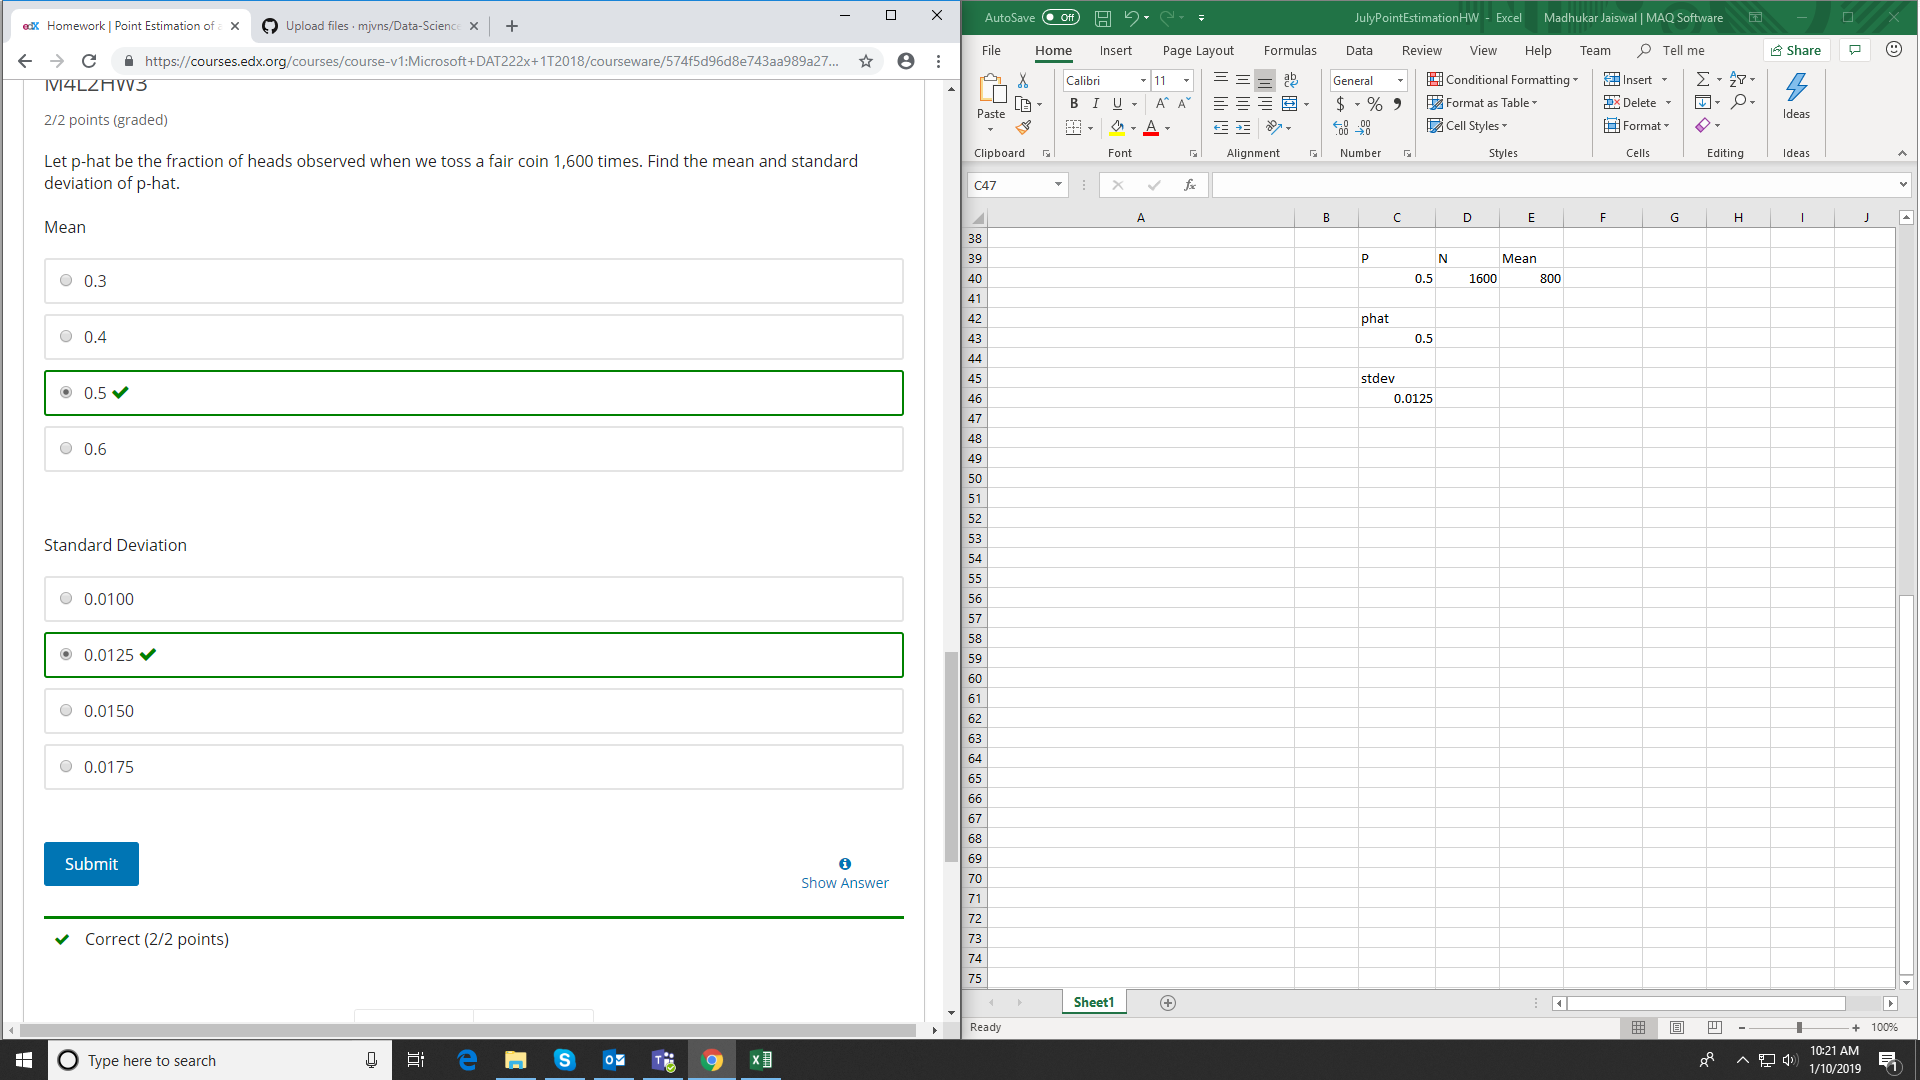 Homework | Point Estimation of a
Upload files · mjvns/Data-Science
https://courses.edx.org/courses/course-v1:Microsoft+DAT222x+1T2018/courseware/574f5d96d8e743aa989a27...
M4L2HW3
2/2 points (graded)
Let p-hat be the fraction of heads observed when we toss a fair coin 1,600 times. Find the mean and standard
deviation of p-hat.
Mean
0.3
0.4
0.5
0.6
Standard Deviation
0.0100
0.0125
0.0150
0.0175
Submit
Show Answer
Correct (2/2 points)
AutoSave Off
JulyPointEstimationHW - Excel
Madhukar Jaiswal | MAQ Software
File Home Insert Page Layout Formulas Data Review View Help Team Tell me Share
Paste
Calibri 11
B I U A A
A
ab
General
$ % 9
.00 .00
Conditional Formatting
Format as Table
Cell Styles
Insert
Delete
Format
Ideas
Clipboard Font Alignment Number Styles Cells Editing Ideas
C47 fx
A B C D E F G H I J
38
39 P N Mean
40 0.5 1600 800
41
42 phat
43 0.5
44
45 stdev
46 0.0125
47
48
49
50
51
52
53
54
55
56
57
58
59
60
61
62
63
64
65
66
67
68
69
70
71
72
73
74
75
Sheet1
Ready
100%
Type here to search
10:21 AM
1/10/2019
1